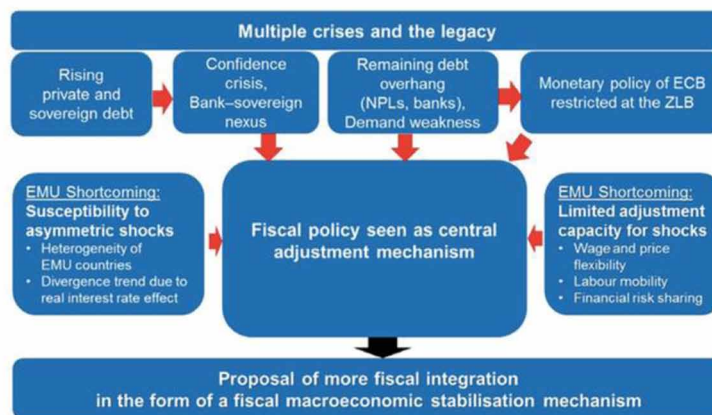 Multiple crises and the legacy
Rising
private and
sovereign debt
Confidence
crisis,
Bank–sovereign
nexus
Remaining debt
overhang
(NPLs, banks),
Demand weakness
Monetary policy of ECB
restricted at the ZLB
EMU Shortcoming:
Susceptibility to
asymmetric shocks
• Heterogeneity of
EMU countries
• Divergence trend due to
real interest rate effect
Fiscal policy seen as central
adjustment mechanism
EMU Shortcoming:
Limited adjustment
capacity for shocks
• Wage and price
flexibility
• Labour mobility
• Financial risk sharing
Proposal of more fiscal integration
in the form of a fiscal macroeconomic stabilisation mechanism